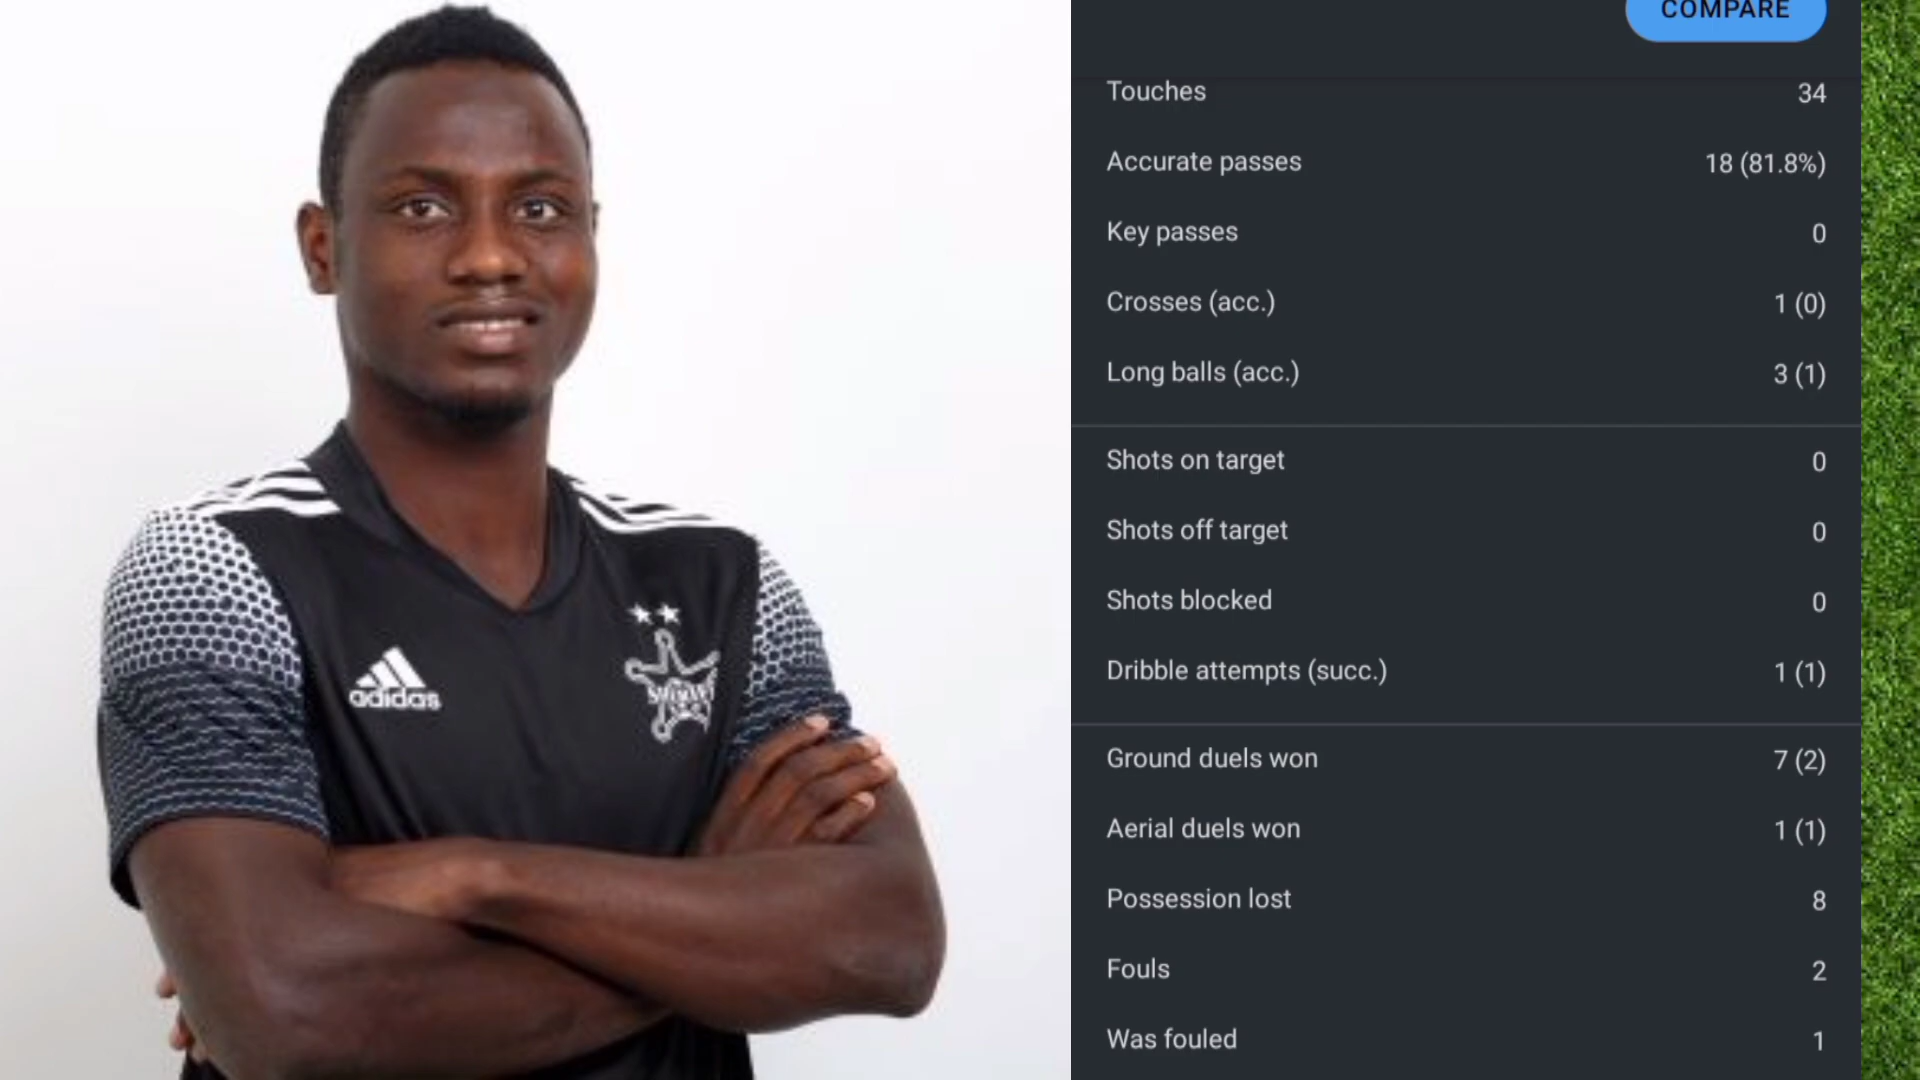 adidas
COMPARE
Touches 34
Accurate passes 18 (81.8%)
Key passes 0
Crosses (acc.) 1 (0)
Long balls (acc.) 3 (1)
Shots on target 0
Shots off target 0
Shots blocked 0
Dribble attempts (succ.) 1 (1)
Ground duels won 7 (2)
Aerial duels won 1 (1)
Possession lost 8
Fouls 2
Was fouled 1